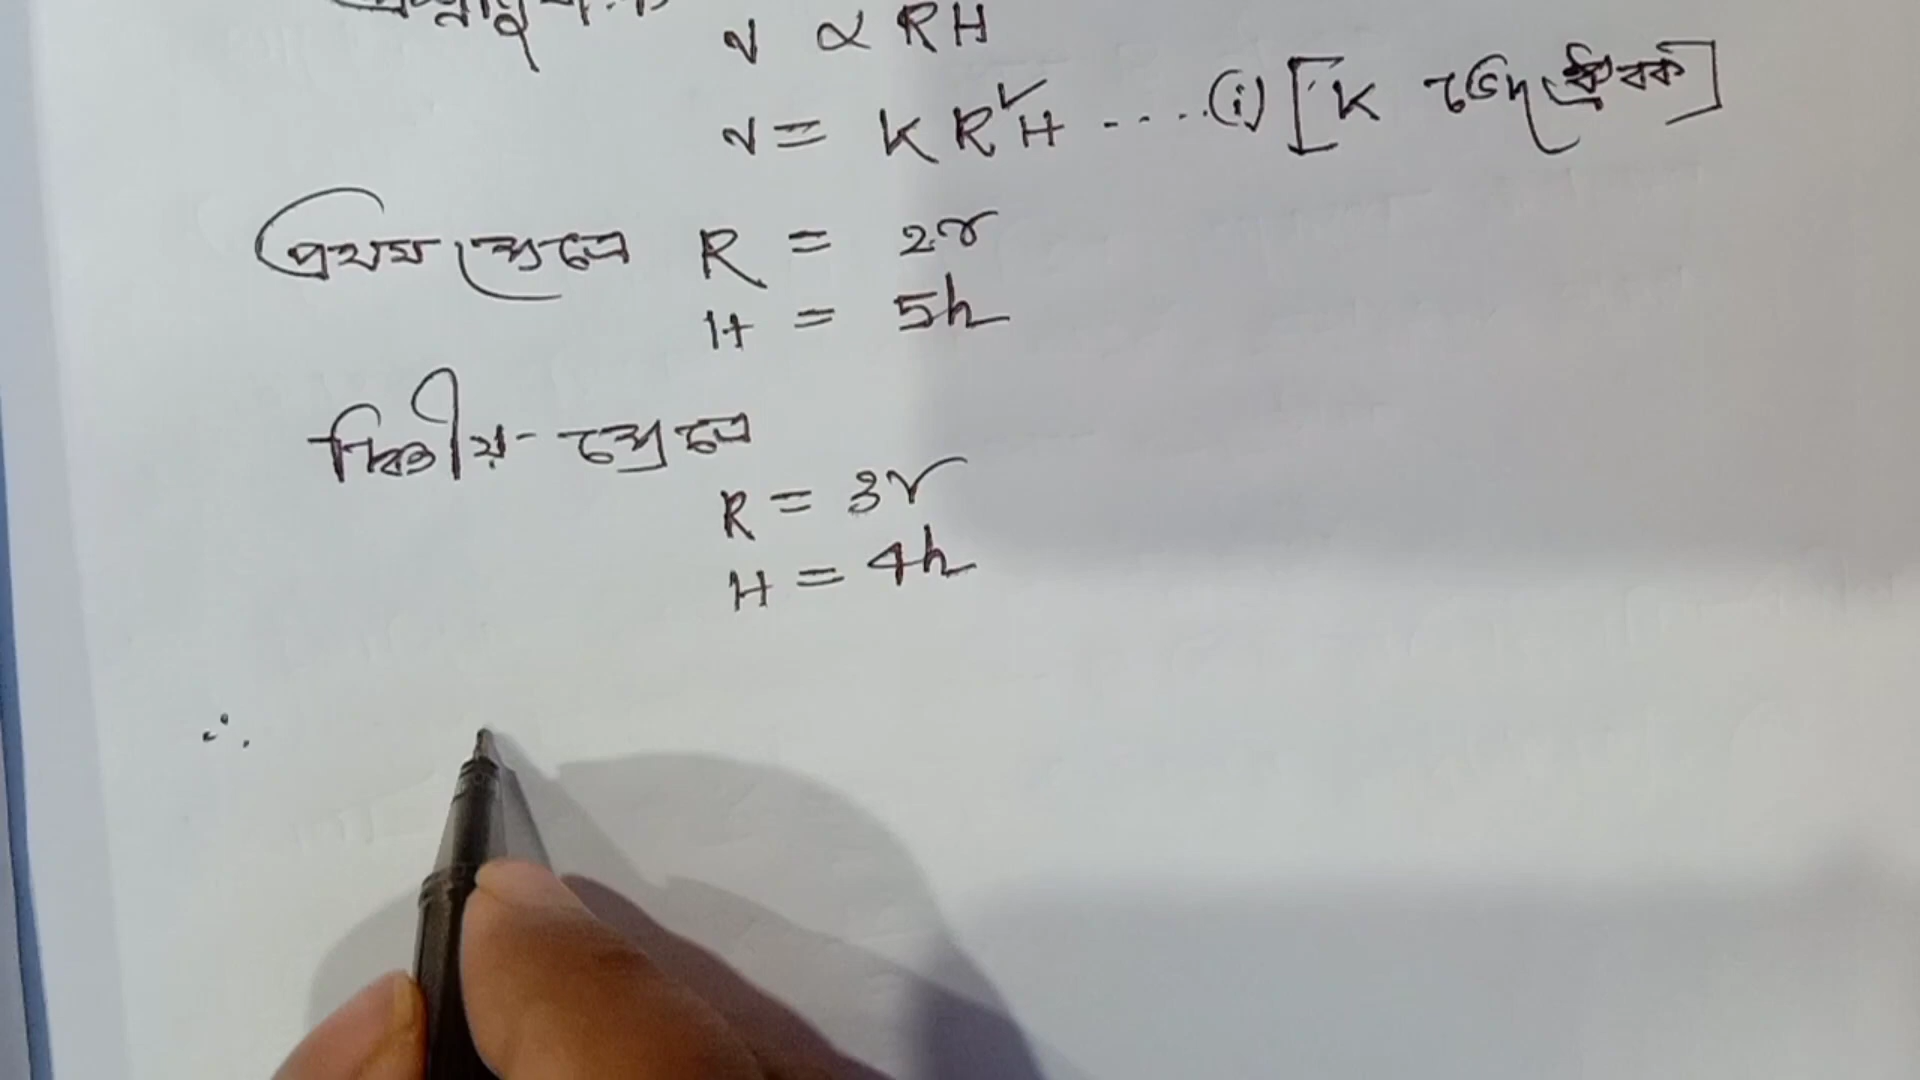 v ∝ RH
v = KR²H ....(i) [K ভেদ ধ্রুবক]
প্রথম ক্ষেত্রে R = 2r
H = 5h
দ্বিতীয় ক্ষেত্রে
R = 3r
H = 4h
∴